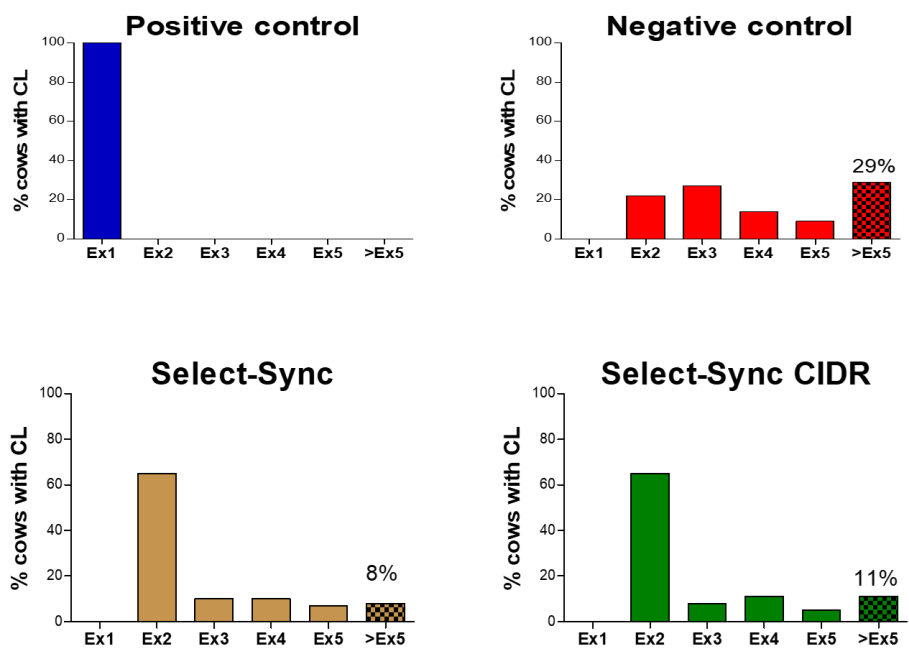 Positive control
% cows with CL
100
80
60
40
20
0
Ex1 Ex2 Ex3 Ex4 Ex5 >Ex5
Negative control
% cows with CL
100
80
60
40
20
0
29%
Ex1 Ex2 Ex3 Ex4 Ex5 >Ex5
Select-Sync
% cows with CL
100
80
60
40
20
0
8%
Ex1 Ex2 Ex3 Ex4 Ex5 >Ex5
Select-Sync CIDR
% cows with CL
100
80
60
40
20
0
11%
Ex1 Ex2 Ex3 Ex4 Ex5 >Ex5